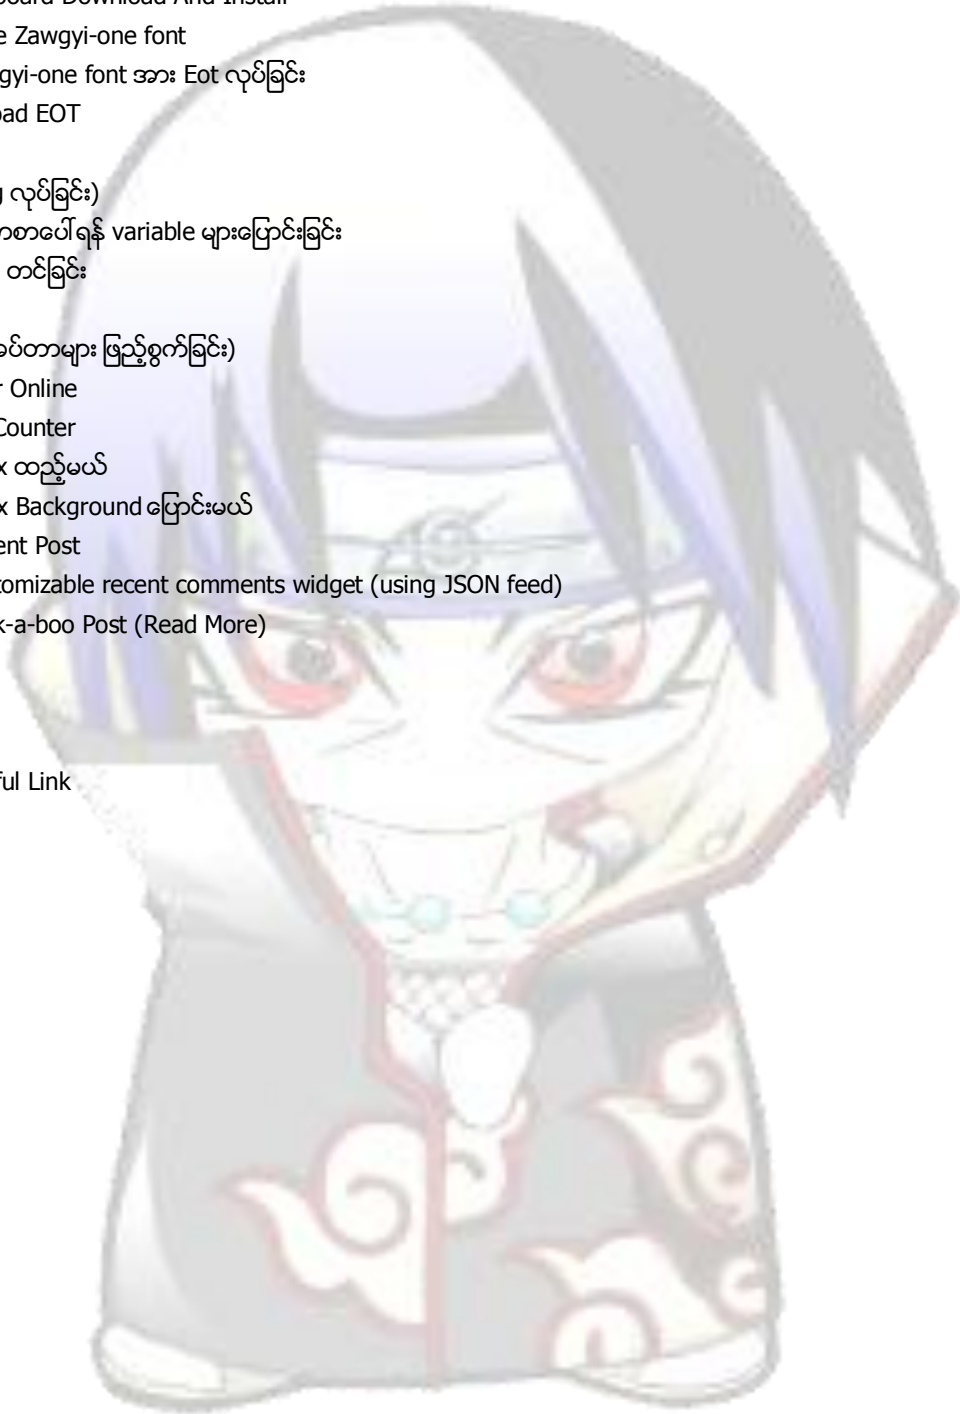 oard Download And Install
e Zawgyi-one font
gyi-one font အား Eot လုပ်ခြင်း
oad EOT
လုပ်ခြင်း)
ာစာပေါ်ရန် variable များပြောင်းခြင်း
တင်ခြင်း
ခပ်တာများ ဖြည့်စွက်ခြင်း)
r Online
Counter
x ထည့်မယ်
x Background ပြောင်းမယ်
ent Post
tomizable recent comments widget (using JSON feed)
k-a-boo Post (Read More)
ful Link